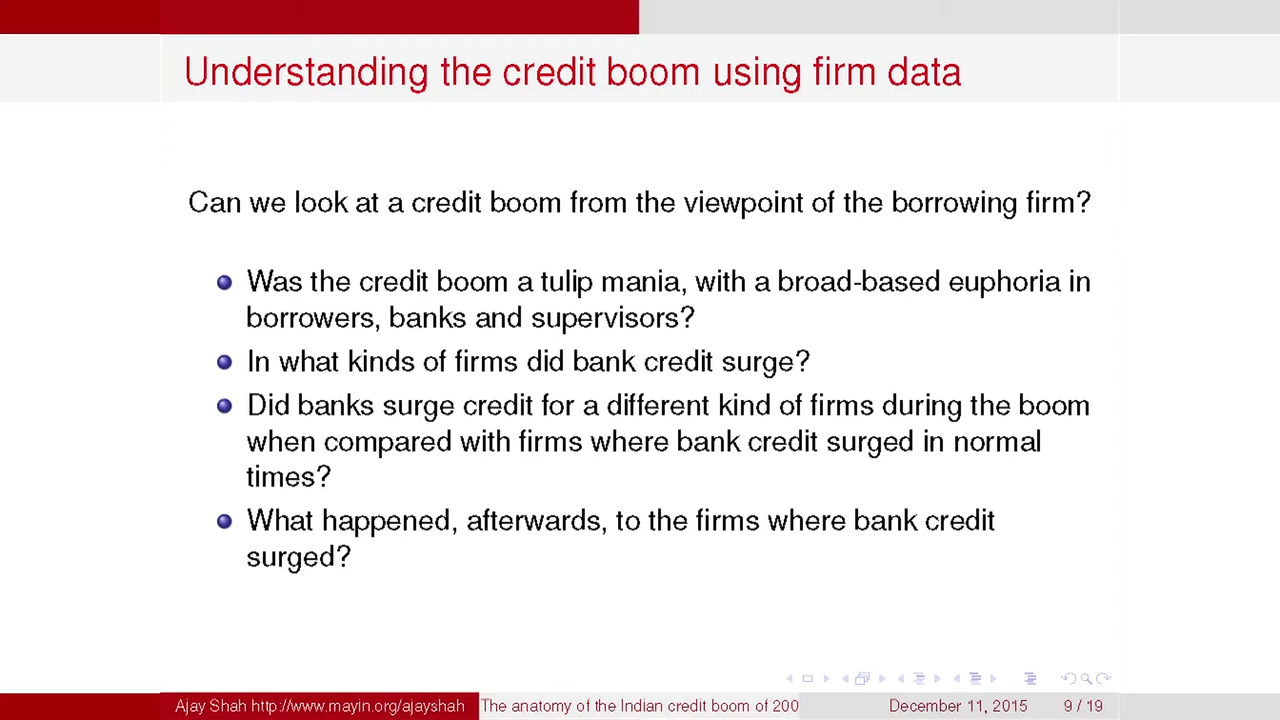 Understanding the credit boom using firm data
Can we look at a credit boom from the viewpoint of the borrowing firm?
Was the credit boom a tulip mania, with a broad-based euphoria in
borrowers, banks and supervisors?
In what kinds of firms did bank credit surge?
Did banks surge credit for a different kind of firms during the boom
when compared with firms where bank credit surged in normal
times?
What happened, afterwards, to the firms where bank credit
surged?
Ajay Shah http://www.mayin.org/ajayshah The anatomy of the Indian credit boom of 200 December 11, 2015 9 / 19